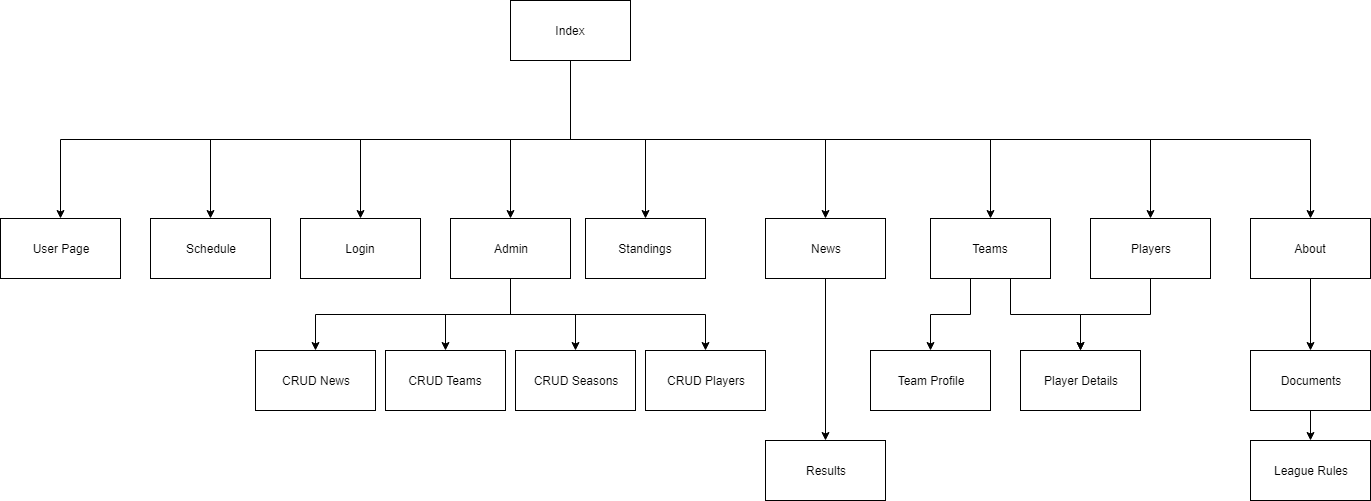 Index
User Page
Schedule
Login
Admin
Standings
News
Teams
Players
About
CRUD News
CRUD Teams
CRUD Seasons
CRUD Players
Team Profile
Player Details
Documents
Results
League Rules